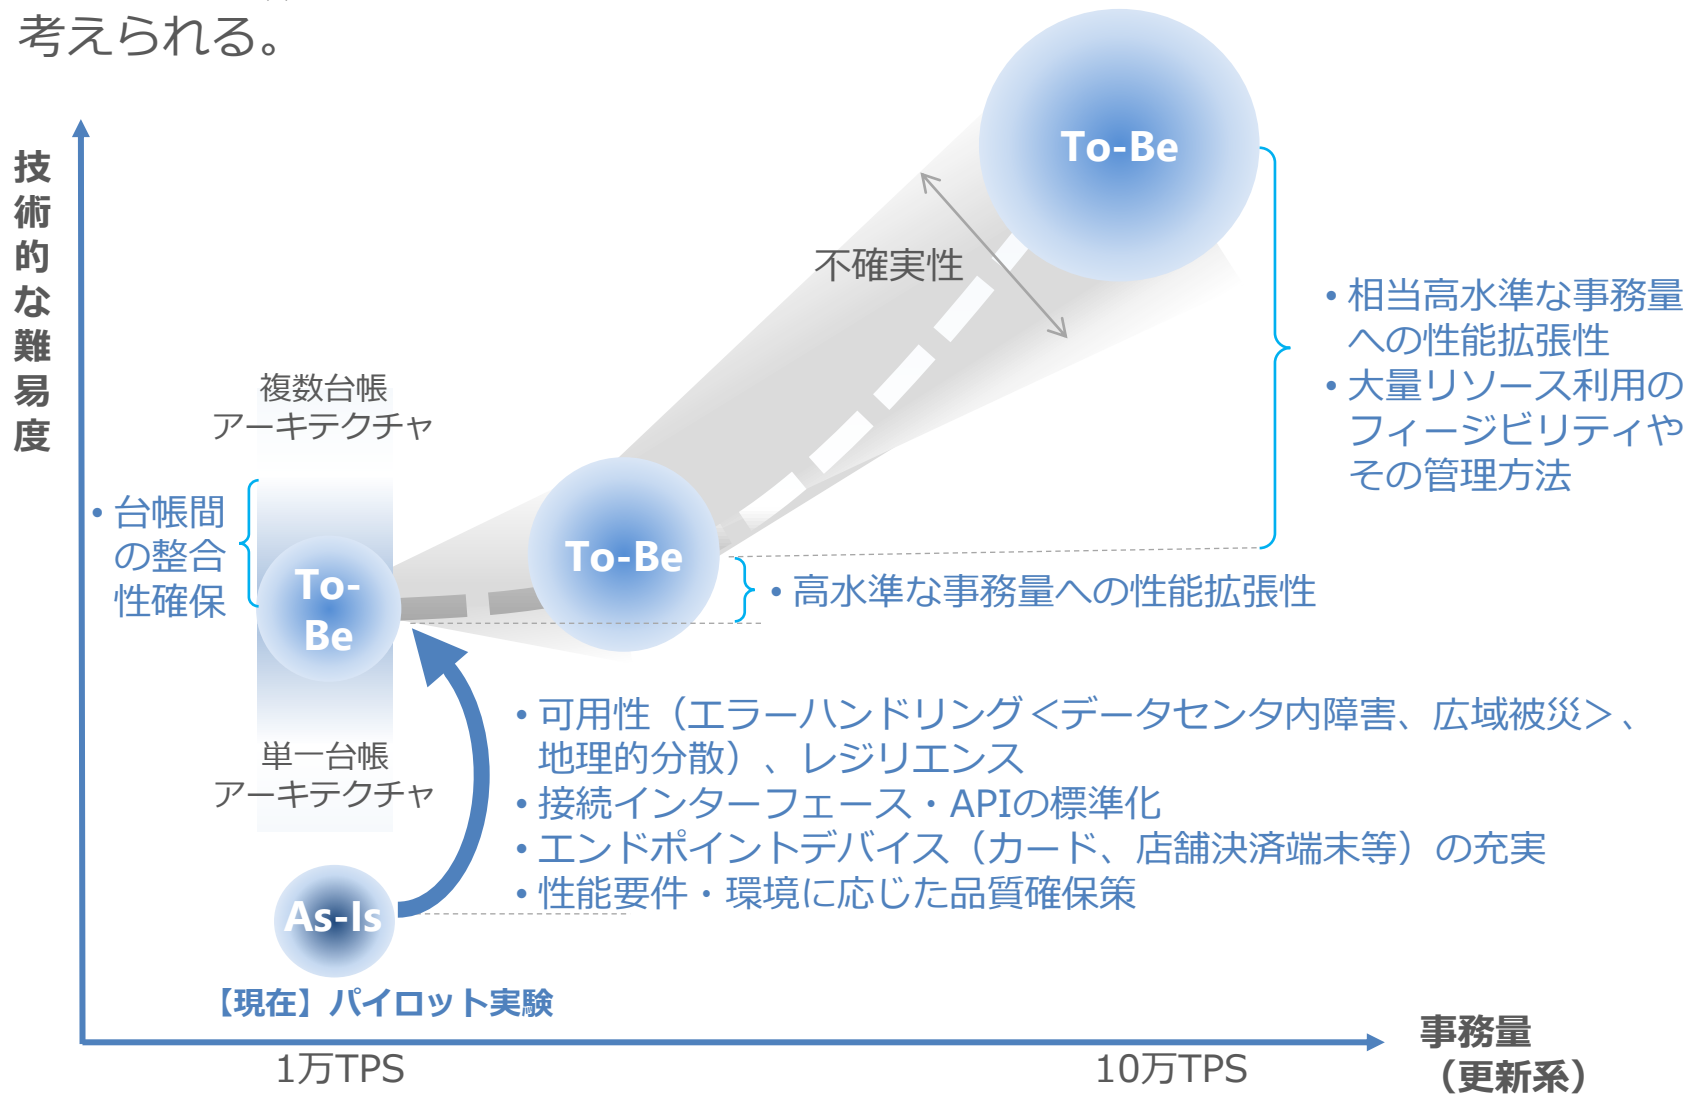 考えられる。
技術的な難易度
To-Be
不確実性
• 相当高水準な事務量
への性能拡張性
• 大量リソース利用の
フィージビリティや
その管理方法
複数台帳
アーキテクチャ
• 台帳間
の整合
性確保
To-
Be
To-Be
• 高水準な事務量への性能拡張性
単一台帳
アーキテクチャ
• 可用性（エラーハンドリング＜データセンタ内障害、広域被災＞、
地理的分散）、レジリエンス
• 接続インターフェース・APIの標準化
• エンドポイントデバイス（カード、店舗決済端末等）の充実
• 性能要件・環境に応じた品質確保策
As-Is
【現在】パイロット実験
1万TPS
10万TPS
事務量
（更新系）